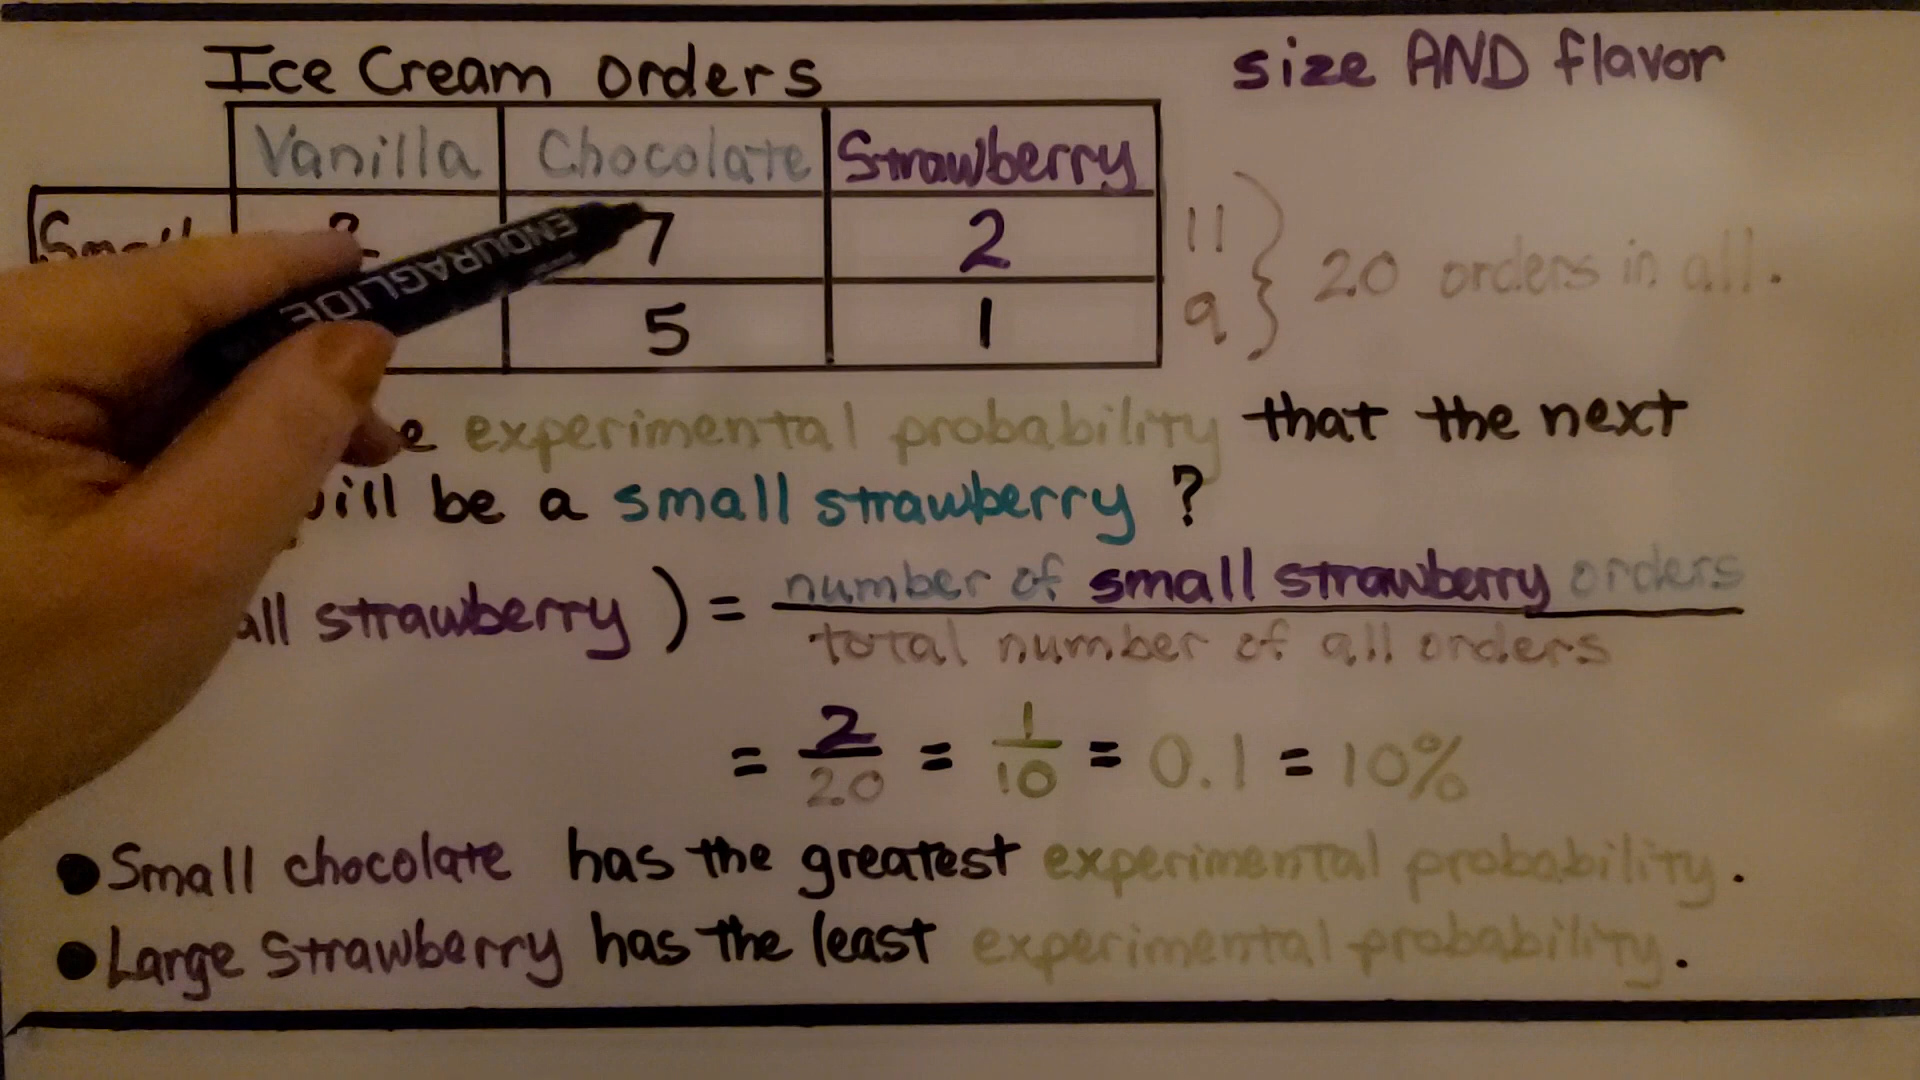 Ice Cream orders
size AND flavor
Vanilla Chocolate Strawberry
Small 7 2 11
5 1 9
20 orders in all.
experimental probability that the next
will be a small strawberry ?
strawberry ) = number of small strawberry orders
total number of all orders
= 2/20 = 1/10 = 0.1 = 10%
●Small chocolate has the greatest experimental probability.
●Large Strawberry has the least experimental probability.
ENDURAGLIDE